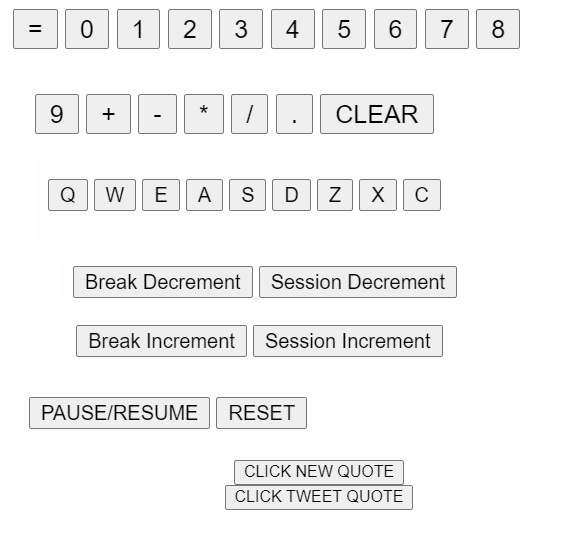 = 0 1 2 3 4 5 6 7 8
9 + - * / . CLEAR
Q W E A S D Z X C
Break Decrement Session Decrement
Break Increment Session Increment
PAUSE/RESUME RESET
CLICK NEW QUOTE
CLICK TWEET QUOTE